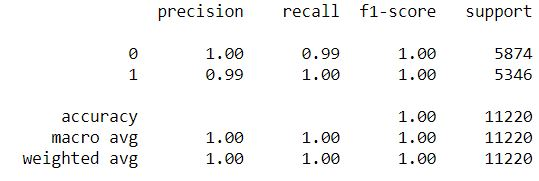 precision recall f1-score support
0 1.00 0.99 1.00 5874
1 0.99 1.00 1.00 5346
accuracy 1.00 11220
macro avg 1.00 1.00 1.00 11220
weighted avg 1.00 1.00 1.00 11220